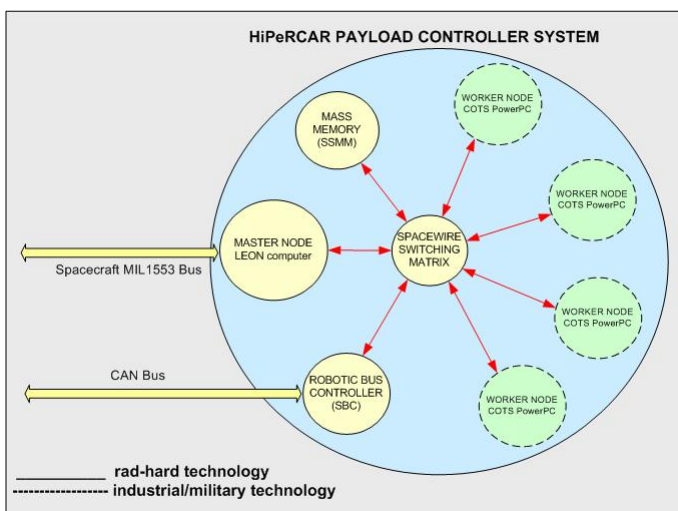 HiPeRCAR PAYLOAD CONTROLLER SYSTEM
WORKER NODE
COTS PowerPC
MASS
MEMORY
(SSMM)
WORKER NODE
COTS PowerPC
MASTER NODE
LEON computer
SPACEWIRE
SWITCHING
MATRIX
Spacecraft MIL1553 Bus
WORKER NODE
COTS PowerPC
CAN Bus
ROBOTIC BUS
CONTROLLER
(SBC)
WORKER NODE
COTS PowerPC
rad-hard technology
industrial/military technology